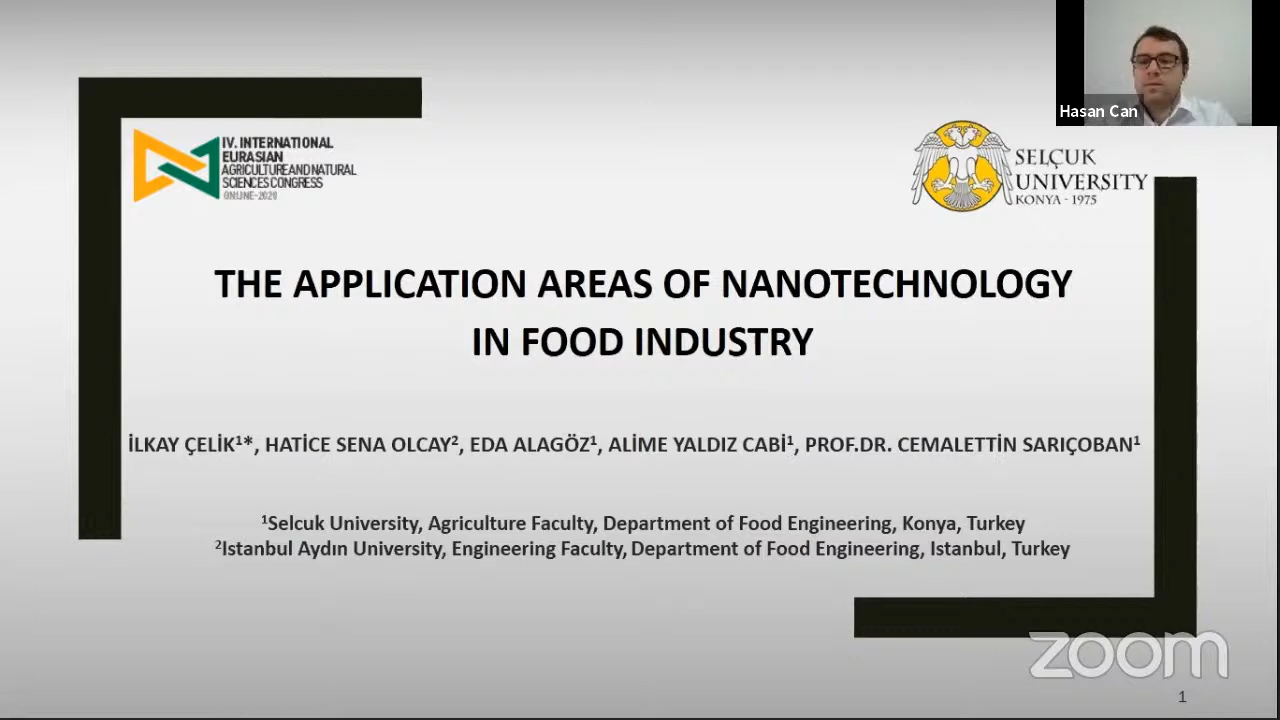 Hasan Can
IV. INTERNATIONAL
EURASIAN
AGRICULTURE AND NATURAL
SCIENCES CONGRESS
ONLINE-2020
SELÇUK
UNIVERSITY
KONYA - 1975
THE APPLICATION AREAS OF NANOTECHNOLOGY
IN FOOD INDUSTRY
İLKAY ÇELİK¹*, HATİCE SENA OLCAY², EDA ALAGÖZ¹, ALİME YALDIZ CABİ¹, PROF.DR. CEMALETTİN SARIÇOBAN¹
¹Selcuk University, Agriculture Faculty, Department of Food Engineering, Konya, Turkey
²Istanbul Aydın University, Engineering Faculty, Department of Food Engineering, Istanbul, Turkey
zoom
1